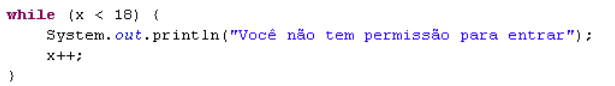 while (x < 18) {
    System.out.println("Você não tem permissão para entrar");
    x++;
}